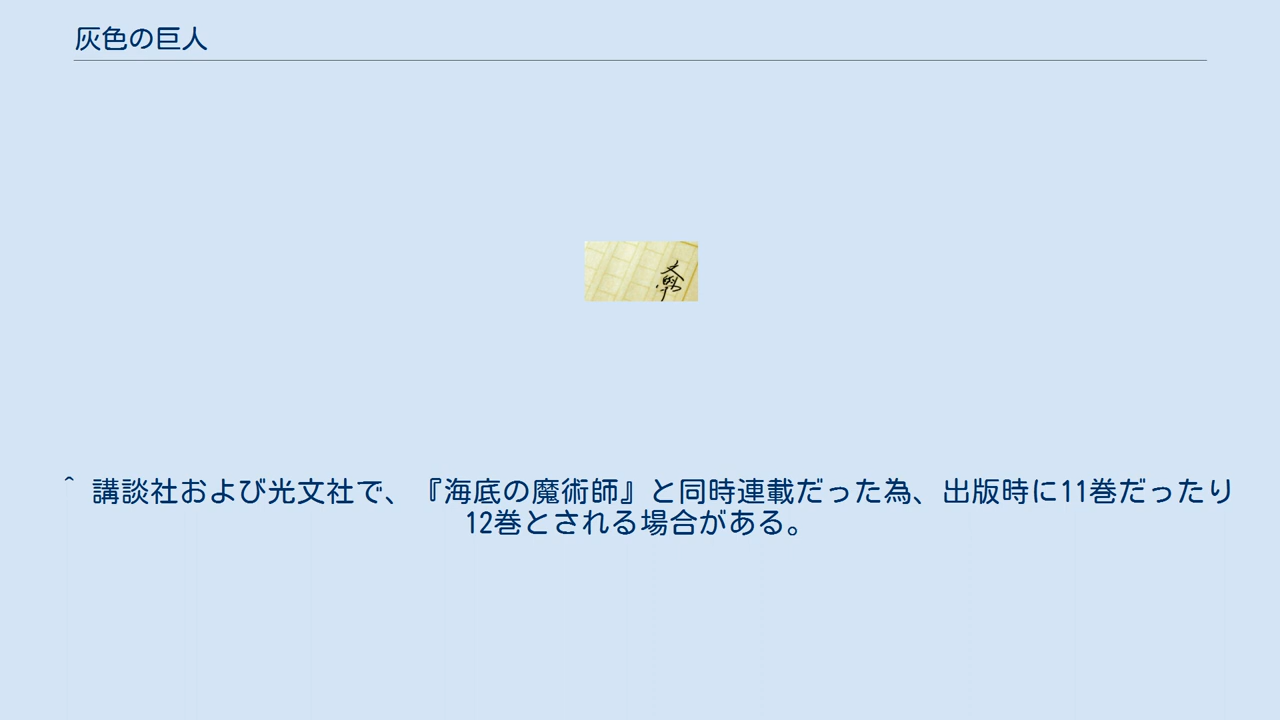 灰色の巨人
^ 講談社および光文社で、『海底の魔術師』と同時連載だった為、出版時に11巻だったり
12巻とされる場合がある。